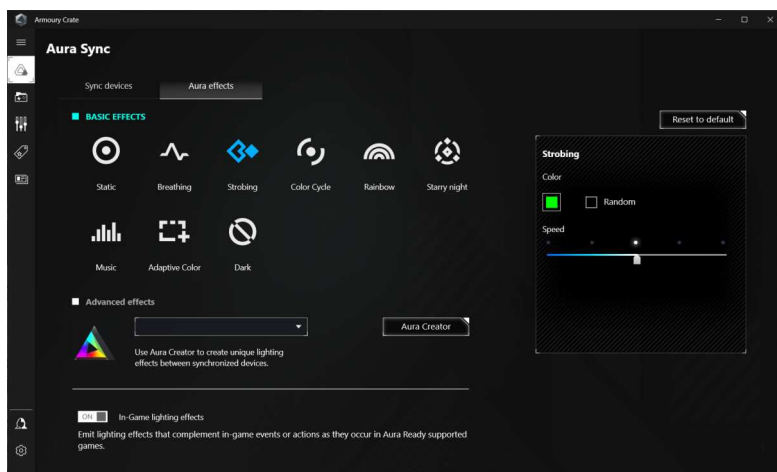 Armoury Crate
Aura Sync
Sync devices
Aura effects
BASIC EFFECTS
Reset to default
Static
Breathing
Strobing
Color Cycle
Rainbow
Starry night
Music
Adaptive Color
Dark
Strobing
Color
Random
Speed
Advanced effects
Aura Creator
Use Aura Creator to create unique lighting
effects between synchronized devices.
ON
In-Game lighting effects
Emit lighting effects that complement in-game events or actions as they occur in Aura Ready supported
games.